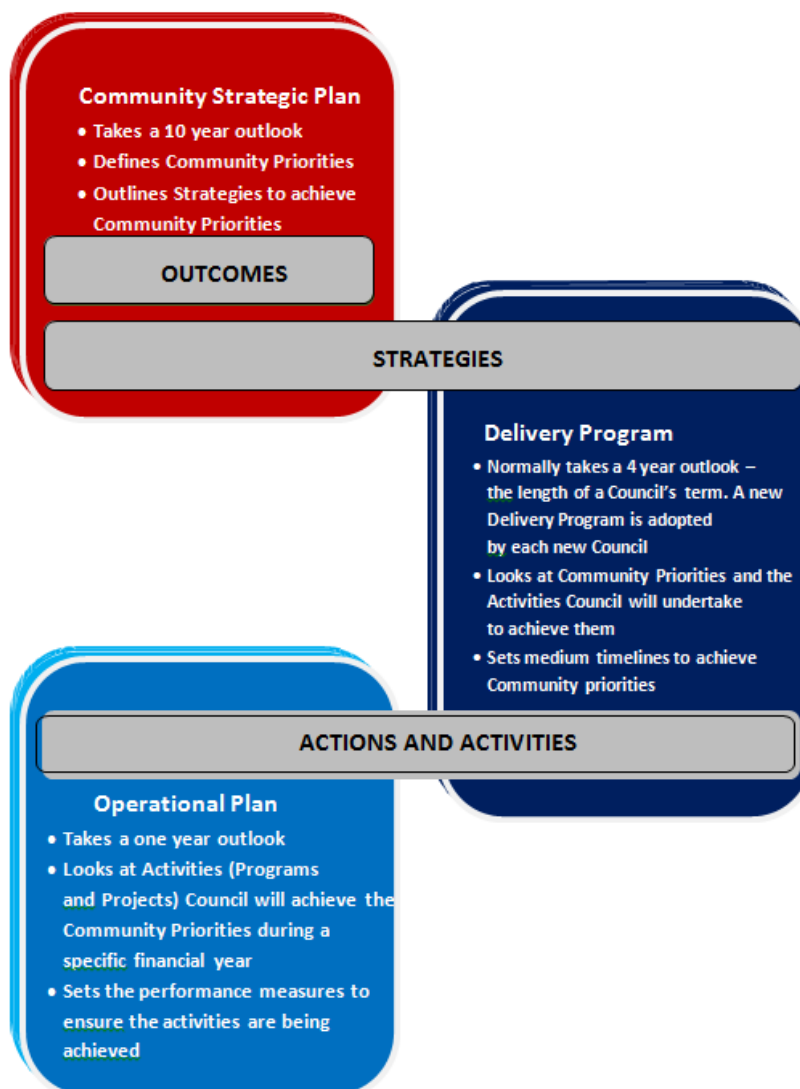 Community Strategic Plan
• Takes a 10 year outlook
• Defines Community Priorities
• Outlines Strategies to achieve
Community Priorities
OUTCOMES
STRATEGIES
Delivery Program
• Normally takes a 4 year outlook –
the length of a Council's term. A new
Delivery Program is adopted
by each new Council
• Looks at Community Priorities and the
Activities Council will undertake
to achieve them
• Sets medium timelines to achieve
Community priorities
ACTIONS AND ACTIVITIES
Operational Plan
• Takes a one year outlook
• Looks at Activities (Programs
and Projects) Council will achieve the
Community Priorities during a
specific financial year
• Sets the performance measures to
ensure the activities are being
achieved